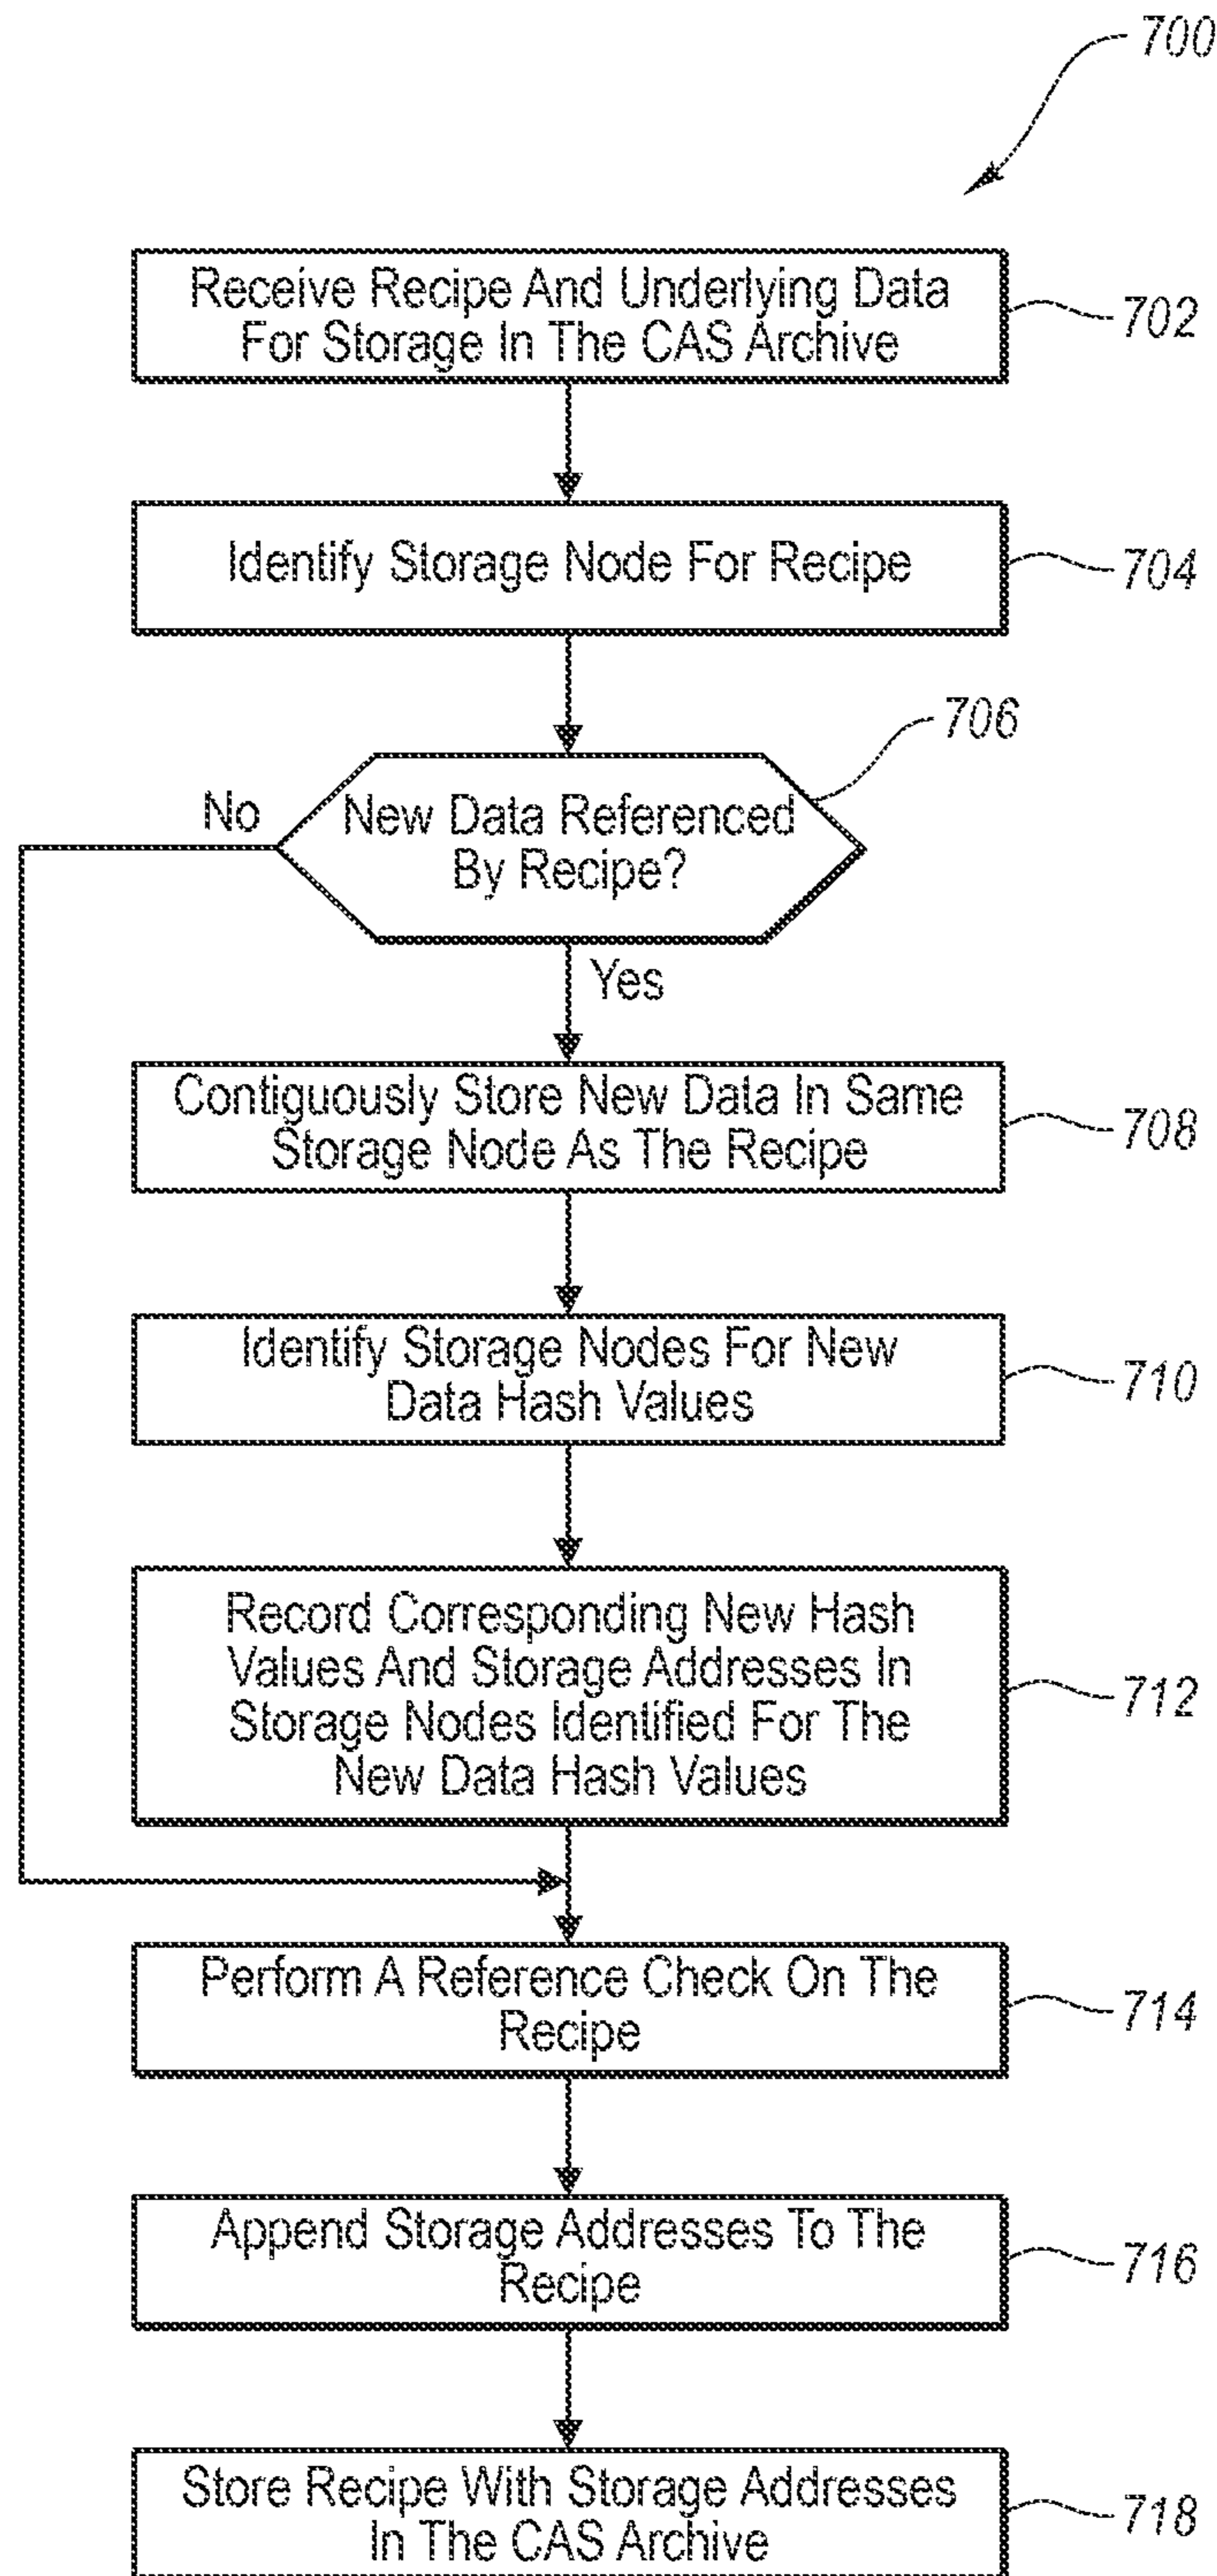 700
Receive Recipe And Underlying Data
For Storage In The CAS Archive
702
Identify Storage Node For Recipe
704
706
No
New Data Referenced
By Recipe?
Yes
Contiguously Store New Data In Same
Storage Node As The Recipe
708
Identify Storage Nodes For New
Data Hash Values
710
Record Corresponding New Hash
Values And Storage Addresses In
Storage Nodes Identified For The
New Data Hash Values
712
Perform A Reference Check On The
Recipe
714
Append Storage Addresses To The
Recipe
716
Store Recipe With Storage Addresses
In The CAS Archive
718